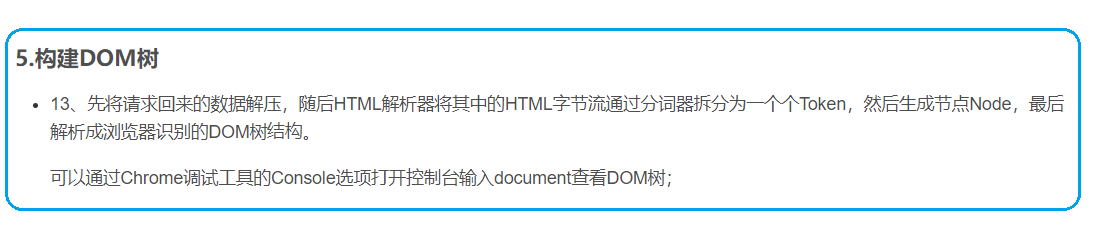 5.构建DOM树
• 13、先将请求回来的数据解压，随后HTML解析器将其中的HTML字节流通过分词器拆分为一个个Token，然后生成节点Node，最后
解析成浏览器识别的DOM树结构。
可以通过Chrome调试工具的Console选项打开控制台输入document查看DOM树；